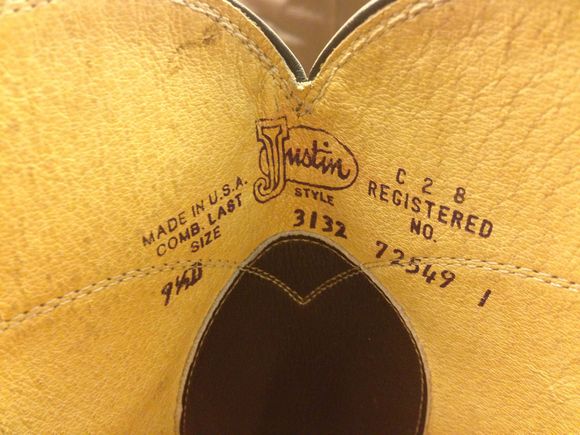 Justin
STYLE
3132
MADE IN U.S.A.
COMB. LAST
SIZE
9½D
C 2 8
REGISTERED
NO.
72549 1